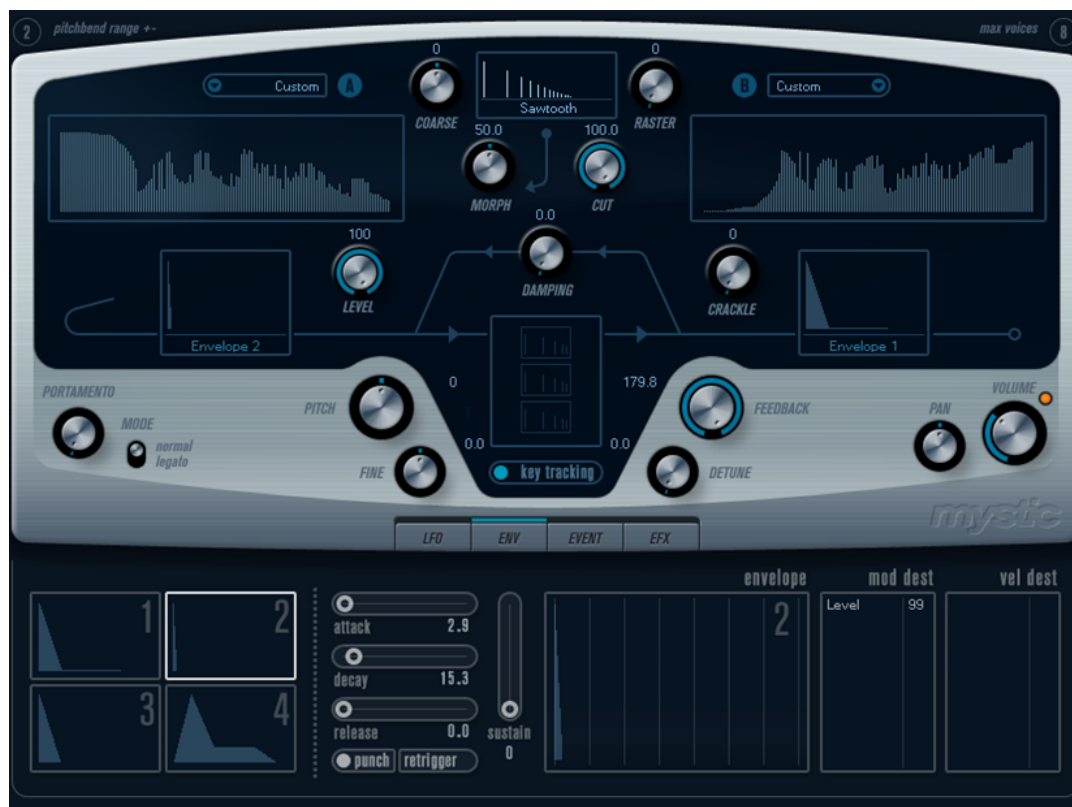 2 pitchbend range +-
max voices 8
0
0
Custom A
Sawtooth
B Custom
COARSE
RASTER
50.0
100.0
MORPH
CUT
0.0
100
0
DAMPING
LEVEL
CRACKLE
Envelope 2
Envelope 1
PORTAMENTO
0
179.8
VOLUME
PITCH
FEEDBACK
PAN
MODE
normal
legato
0.0
0.0
FINE
key tracking
DETUNE
mystic
LFO ENV EVENT EFX
envelope
mod dest
vel dest
1 2
3 4
attack 2.9
decay 15.3
release 0.0
punch retrigger
sustain
0
2
Level 99